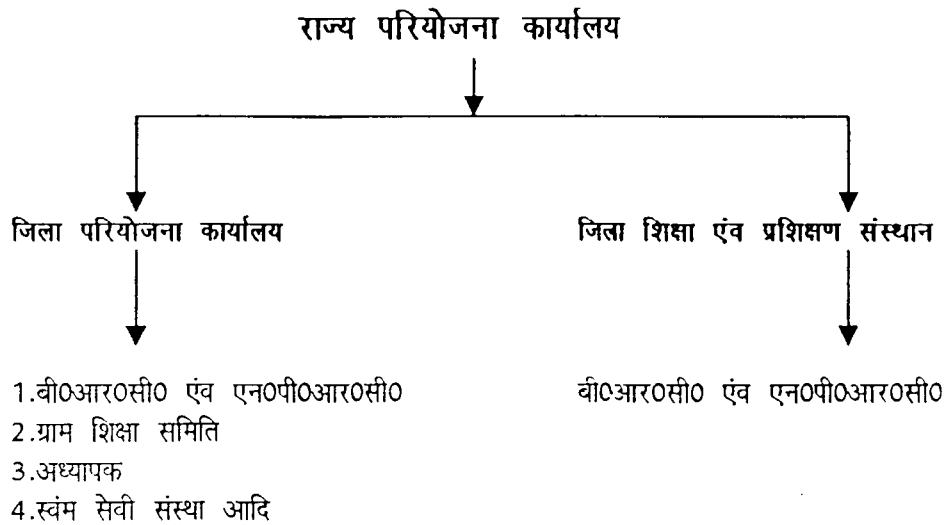 राज्य परियोजना कार्यालय
जिला परियोजना कार्यालय
जिला शिक्षा एंव प्रशिक्षण संस्थान
1.बी0आर0सी0 एंव एन0पी0आर0सी0
2.ग्राम शिक्षा समिति
3.अध्यापक
4.स्वंम सेवी संस्था आदि
बी0आर0सी0 एंव एन0पी0आर0सी0